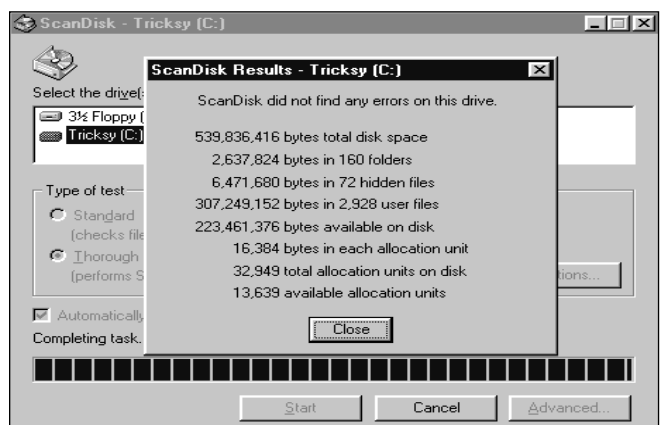 ScanDisk - Tricksy (C:)
ScanDisk Results - Tricksy (C:)
ScanDisk did not find any errors on this drive.
539,836,416 bytes total disk space
2,637,824 bytes in 160 folders
6,471,680 bytes in 72 hidden files
307,249,152 bytes in 2,928 user files
223,461,376 bytes available on disk
16,384 bytes in each allocation unit
32,949 total allocation units on disk
13,639 available allocation units
Close
Select the
3½ Floppy
Tricksy (C:)
Type of test
Standard
(checks
Thorough
(performs
Automatically
Completing task.
Start Cancel Advanced...